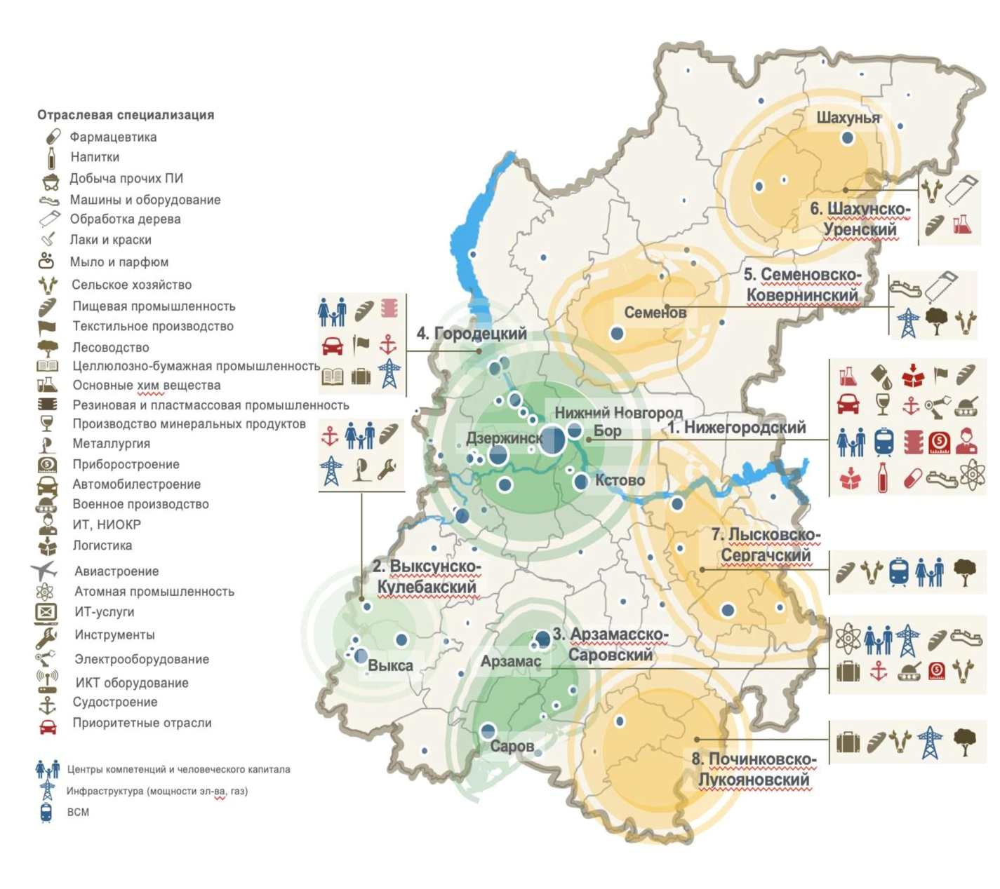 Отраслевая специализация
Фармацевтика
Напитки
Добыча прочих ПИ
Машины и оборудование
Обработка дерева
Лаки и краски
Мыло и парфюм
Сельское хозяйство
Пищевая промышленность
Текстильное производство
Лесоводство
Целлюлозно-бумажная промышленность
Основные хим вещества
Резиновая и пластмассовая промышленность
Производство минеральных продуктов
Металлургия
Приборостроение
Автомобилестроение
Военное производство
ИТ, НИОКР
Логистика
Авиастроение
Атомная промышленность
ИТ-услуги
Инструменты
Электрооборудование
ИКТ оборудование
Судостроение
Приоритетные отрасли
Центры компетенций и человеческого капитала
Инфраструктура (мощности эл-ва, газ)
ВСМ
Шахунья
6. Шахунско-
Уренский
5. Семеновско-
Ковернинский
Семенов
4. Городецкий
Нижний Новгород
Бор
1. Нижегородский
Дзержинск
Кстово
7. Лысковско-
Сергачский
2. Выксунско-
Кулебакский
3. Арзамасско-
Саровский
Арзамас
Выкса
Саров
8. Починковско-
Лукояновский